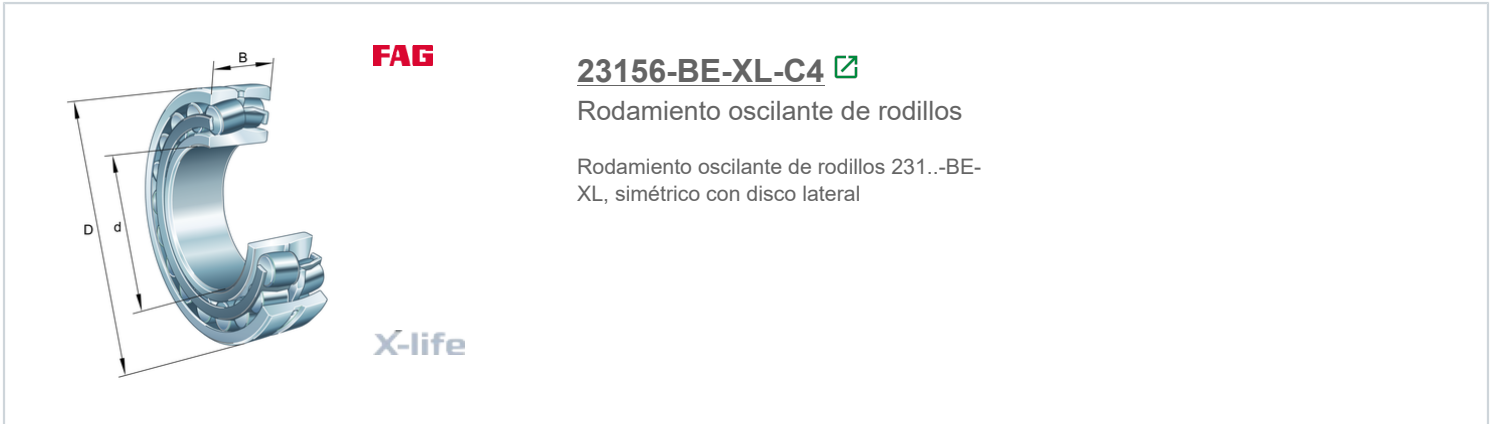 B
FAG
D
d
X-life
23156-BE-XL-C4
Rodamiento oscilante de rodillos
Rodamiento oscilante de rodillos 231..-BE-
XL, simétrico con disco lateral